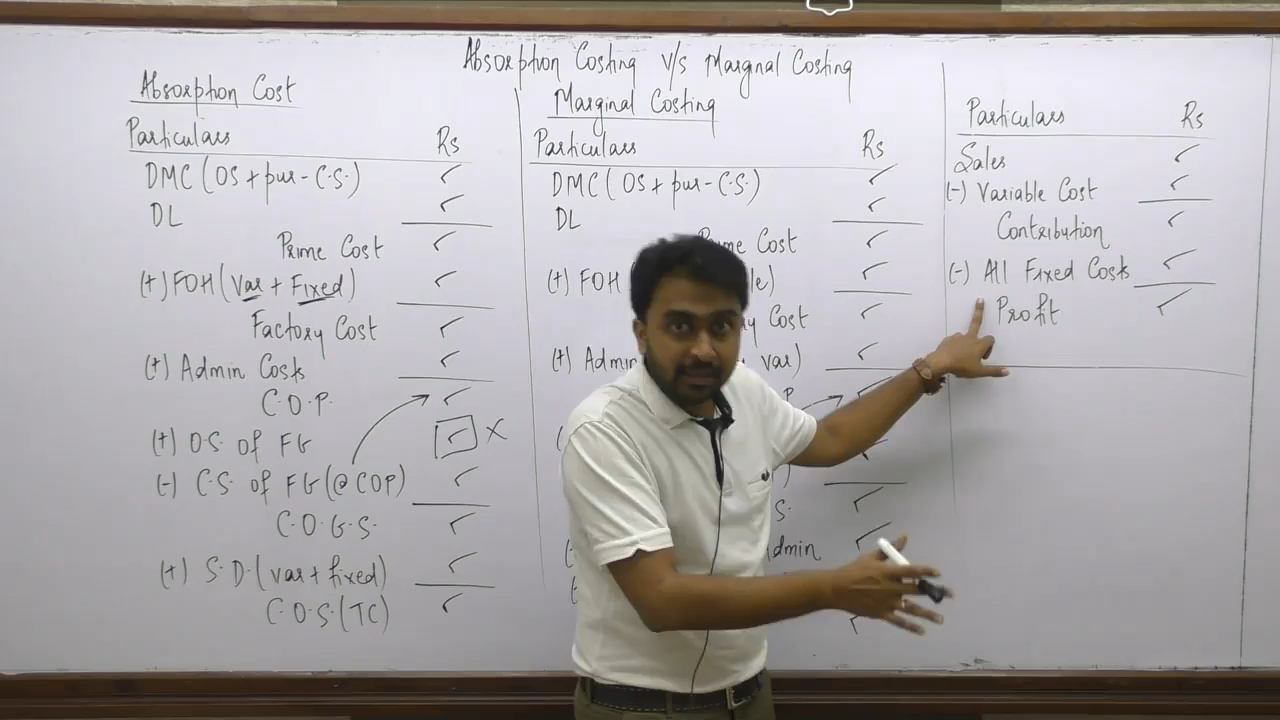 Absorption Costing v/s Marginal Costing
Absorption Cost
Particulars Rs
DMC (OS + pur - C.S.)
DL
Prime Cost
(+) FOH (Var + Fixed)
Factory Cost
(+) Admin Costs
C.O.P.
(+) O.S. of FG
(-) C.S. of FG (@ COP)
C.O.G.S.
(+) S.D. (var + fixed)
C.O.S. (TC)
Marginal Costing
Particulars Rs
DMC (OS + pur - C.S.)
DL
Prime Cost
(+) FOH
Cost
(+) Admin var)
S.
Particulars Rs
Sales
(-) Variable Cost
Contribution
(-) All Fixed Costs
Profit